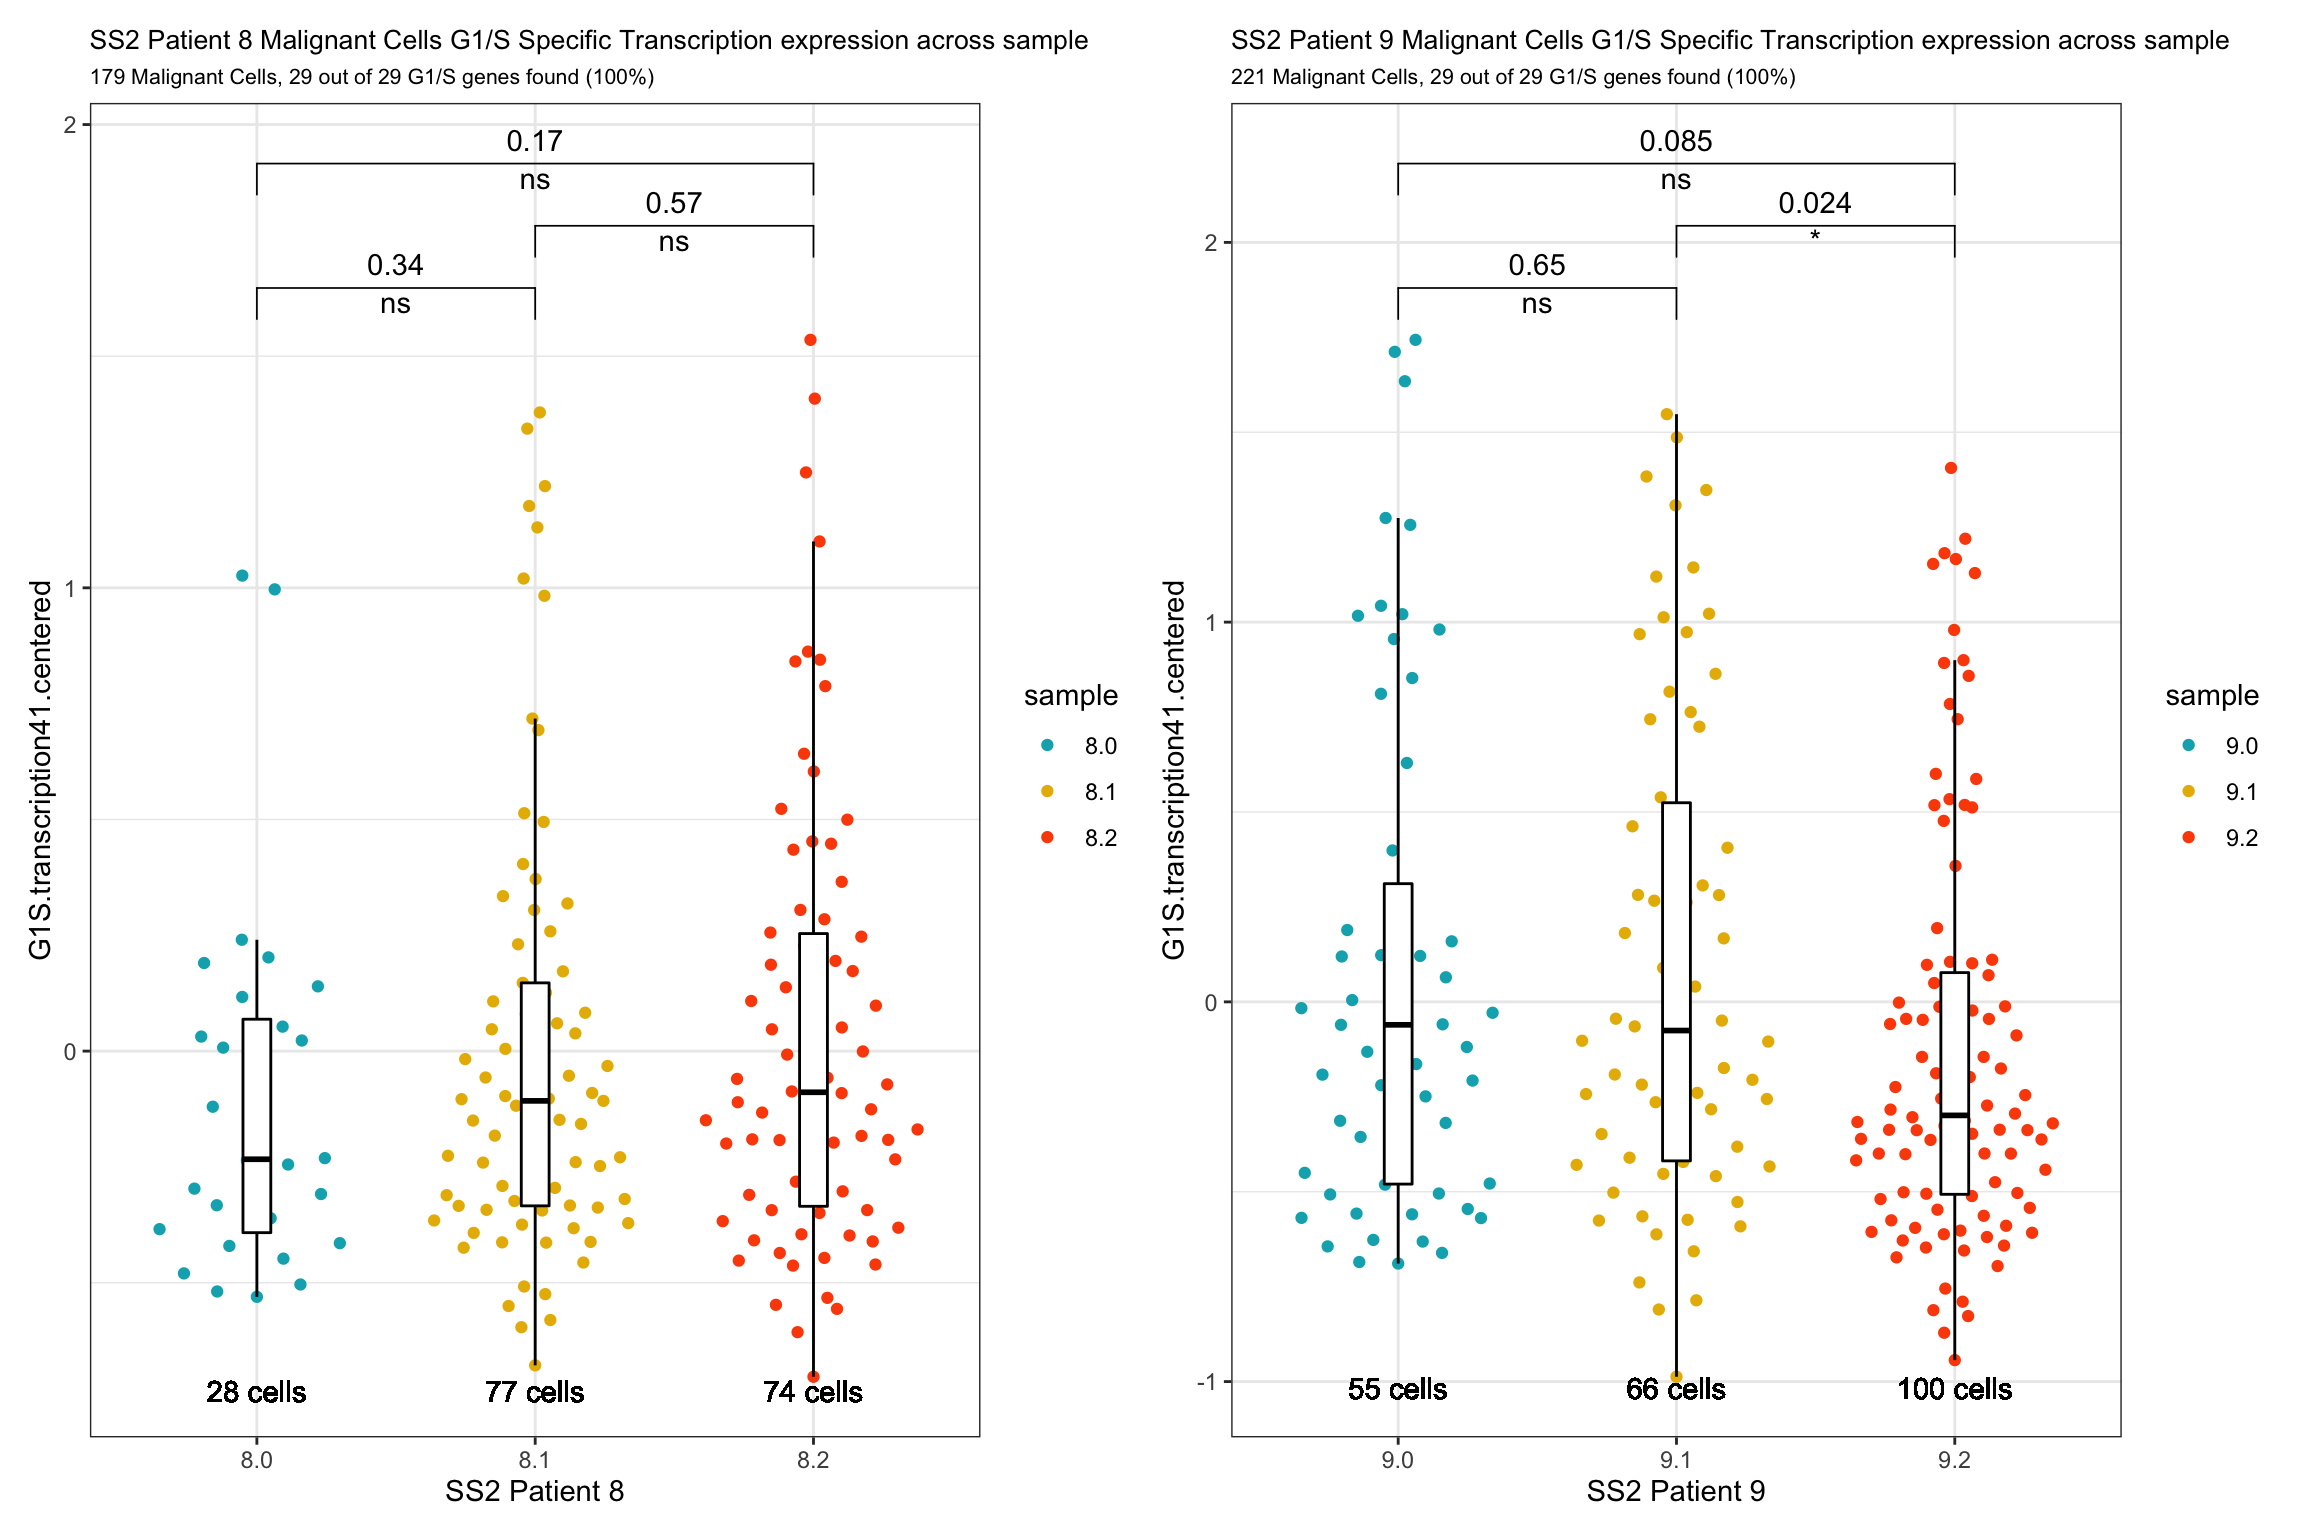 SS2 Patient 8 Malignant Cells G1/S Specific Transcription expression across sample
179 Malignant Cells, 29 out of 29 G1/S genes found (100%)
2
1
0
G1S.transcription41.centered
0.17
ns
0.57
ns
0.34
ns
28 cells
77 cells
74 cells
8.0
8.1
8.2
SS2 Patient 8
sample
8.0
8.1
8.2
SS2 Patient 9 Malignant Cells G1/S Specific Transcription expression across sample
221 Malignant Cells, 29 out of 29 G1/S genes found (100%)
2
1
0
-1
G1S.transcription41.centered
0.085
ns
0.024
*
0.65
ns
55 cells
66 cells
100 cells
9.0
9.1
9.2
SS2 Patient 9
sample
9.0
9.1
9.2